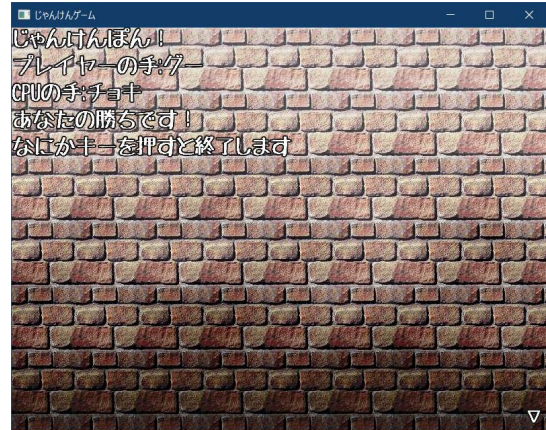 じゃんけんゲーム
じゃんけんぽん！
プレイヤーの手:グー
CPUの手:チョキ
あなたの勝ちです！
なにかキーを押すと終了します